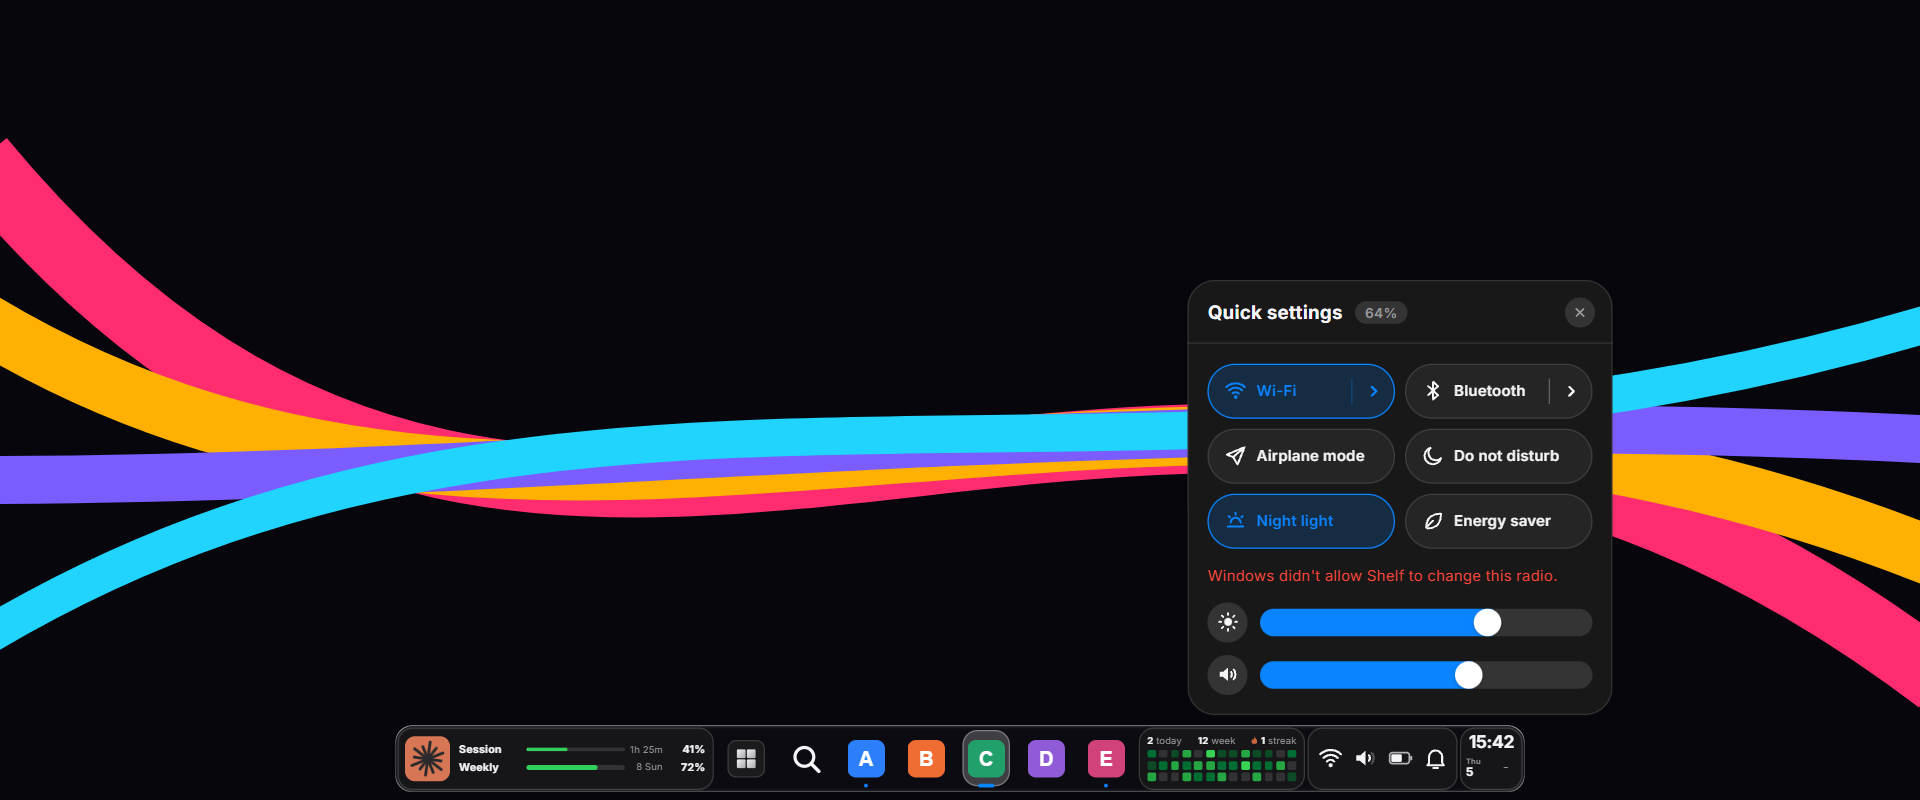 Quick settings 64%
Wi-Fi
Bluetooth
Airplane mode
Do not disturb
Night light
Energy saver
Windows didn't allow Shelf to change this radio.
Session 1h 25m 41%
Weekly 8 Sun 72%
A
B
C
D
E
2 today 12 week 1 streak
15:42
Thu
5 –